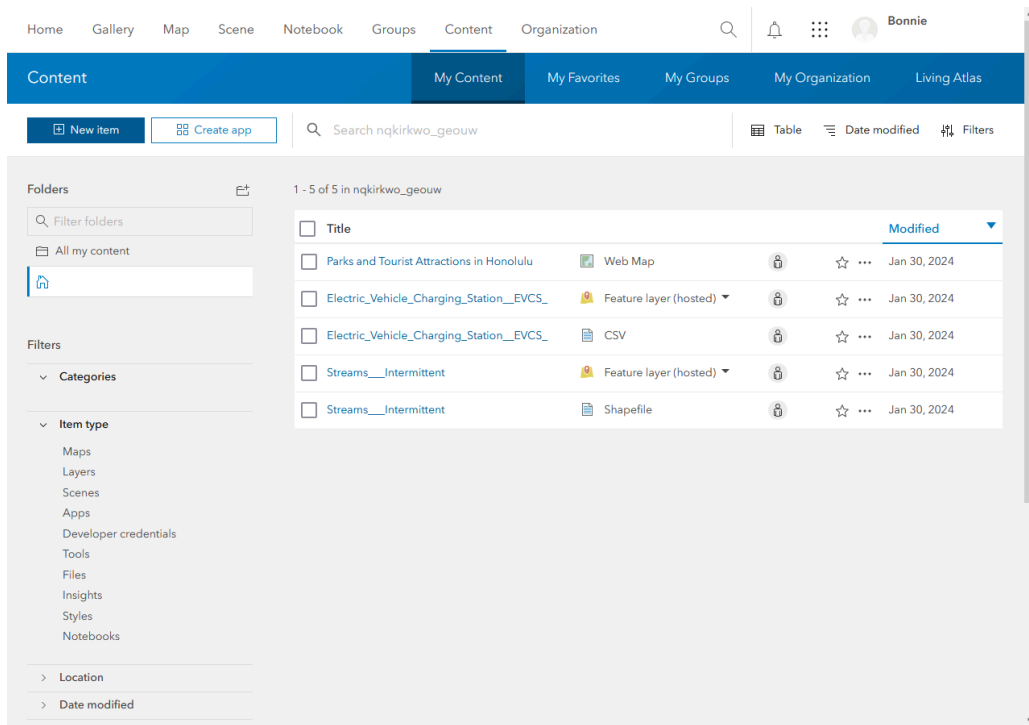 Home Gallery Map Scene Notebook Groups Content Organization Bonnie
Content My Content My Favorites My Groups My Organization Living Atlas
New item Create app Search nqkirkwo_geouw Table Date modified Filters
Folders
Filter folders
All my content
Filters
Categories
Item type
Maps
Layers
Scenes
Apps
Developer credentials
Tools
Files
Insights
Styles
Notebooks
Location
Date modified
1 - 5 of 5 in nqkirkwo_geouw
Title Modified
Parks and Tourist Attractions in Honolulu Web Map Jan 30, 2024
Electric_Vehicle_Charging_Station__EVCS_ Feature layer (hosted) Jan 30, 2024
Electric_Vehicle_Charging_Station__EVCS_ CSV Jan 30, 2024
Streams___Intermittent Feature layer (hosted) Jan 30, 2024
Streams___Intermittent Shapefile Jan 30, 2024